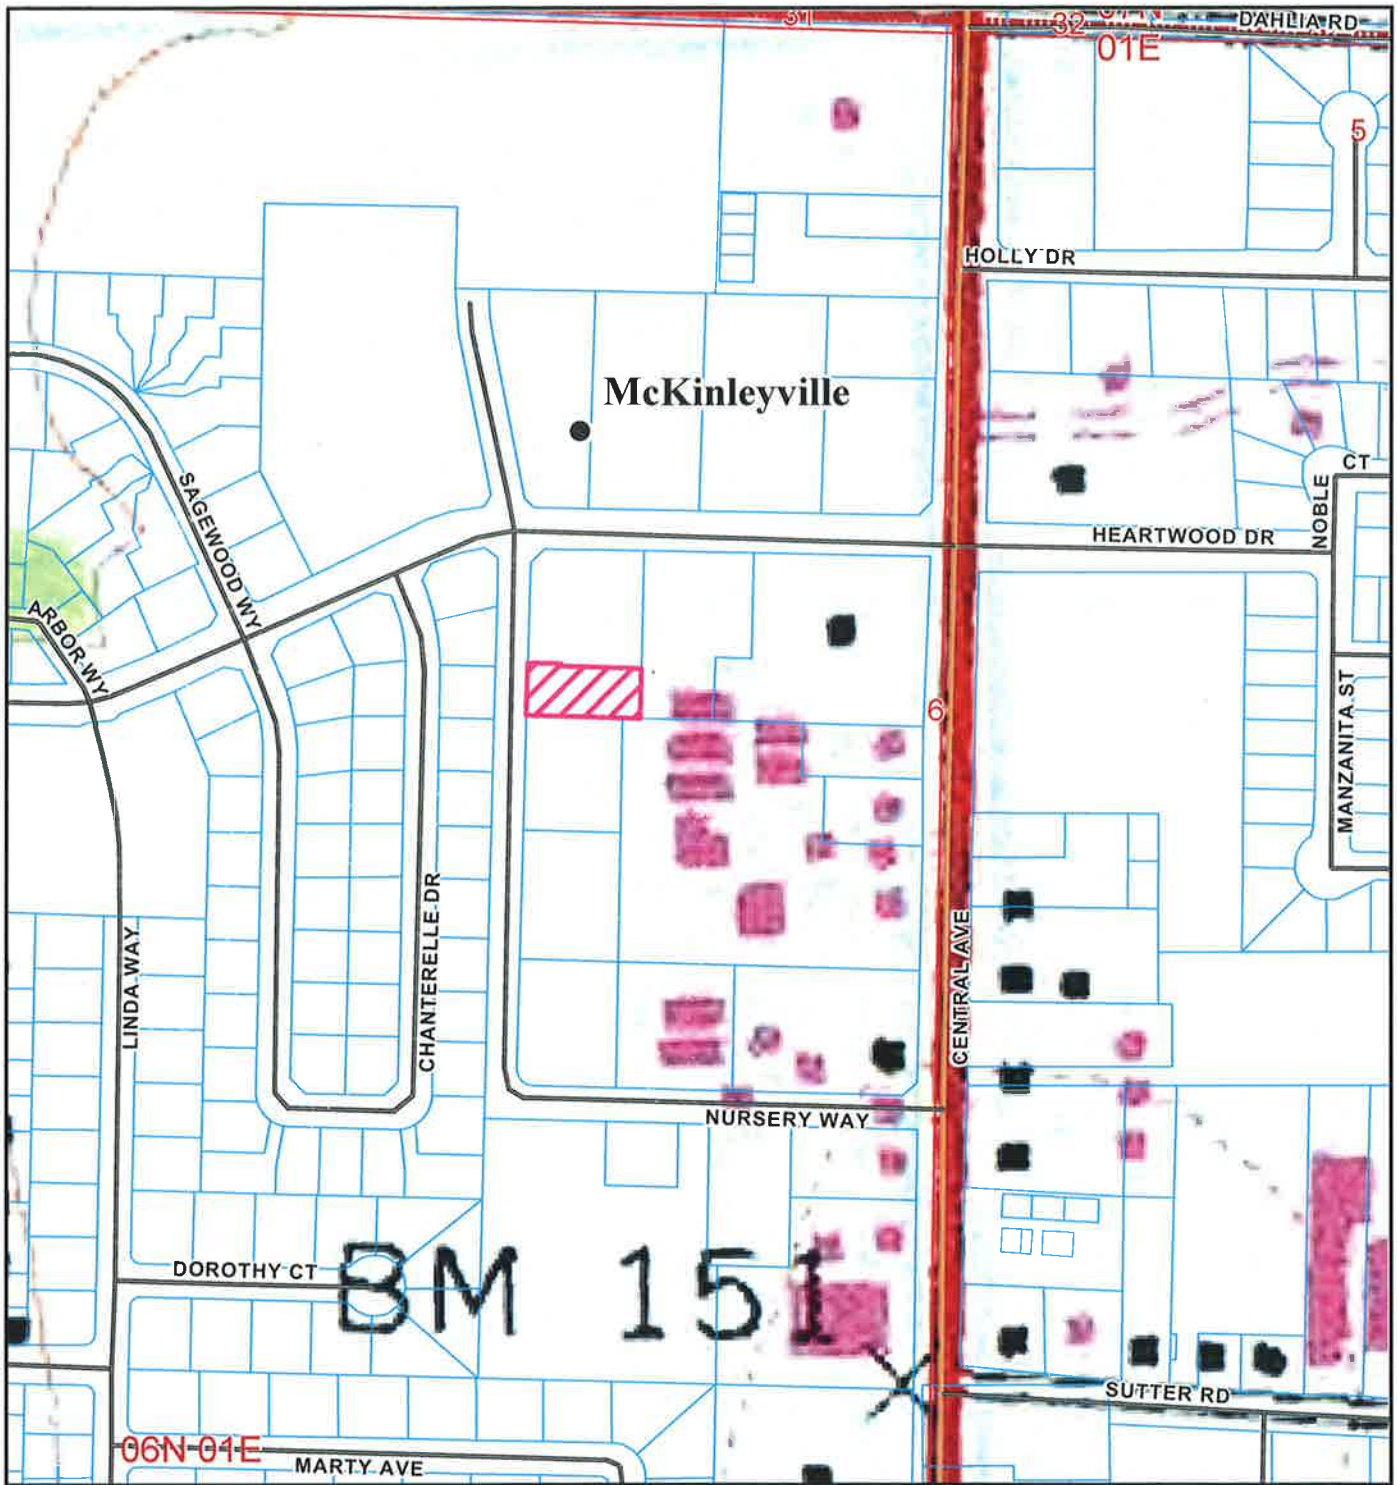 31
32
DAHLIA RD
01E
5
HOLLY DR
McKinleyville
CT
NOBLE
SAGEWOOD WY
HEARTWOOD DR
ARBOR WY
6
MANZANITA ST
CHANTERELLE DR
LINDA WAY
CENTRAL AVE
NURSERY WAY
DOROTHY CT
BM 151
SUTTER RD
06N 01E
MARTY AVE